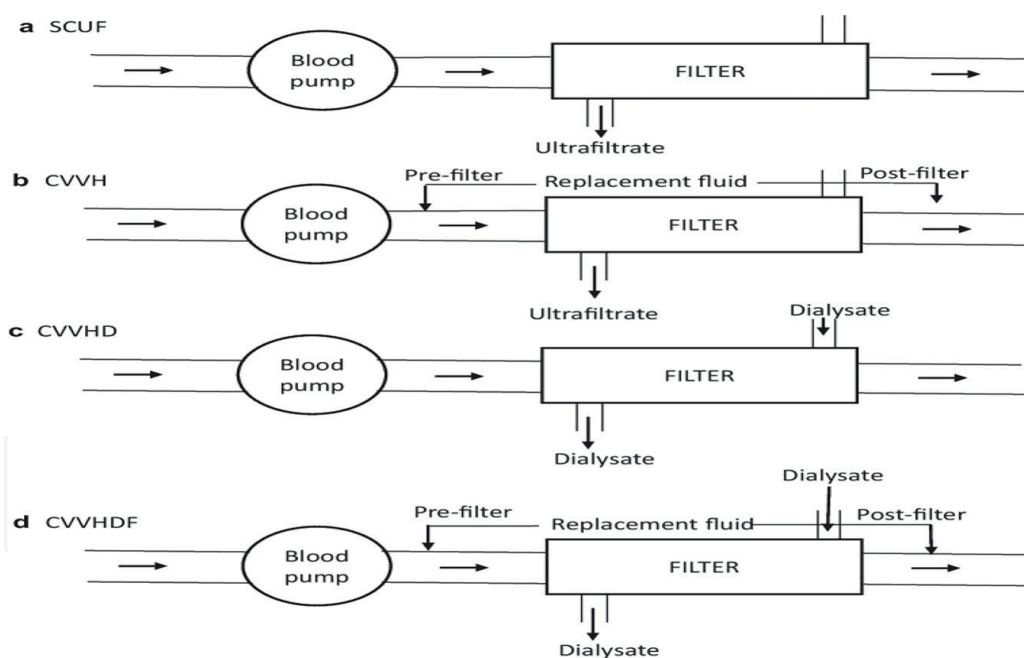 a SCUF
Blood
pump
FILTER
Ultrafiltrate
b CVVH
Pre-filter
Replacement fluid
Post-filter
Blood
pump
FILTER
Ultrafiltrate
c CVVHD
Dialysate
Blood
pump
FILTER
Dialysate
Dialysate
d CVVHDF
Pre-filter
Replacement fluid
Post-filter
Blood
pump
FILTER
Dialysate